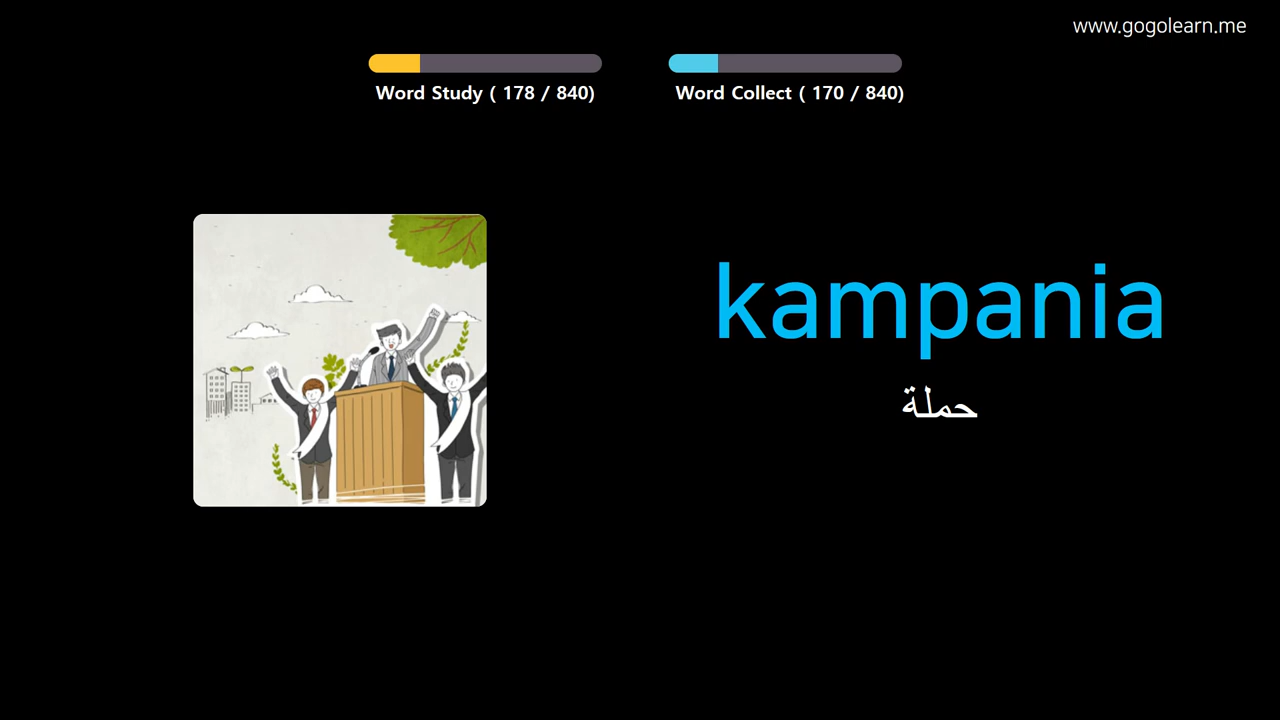 www.gogolearn.me
Word Study ( 178 / 840)
Word Collect ( 170 / 840)
kampania
حملة